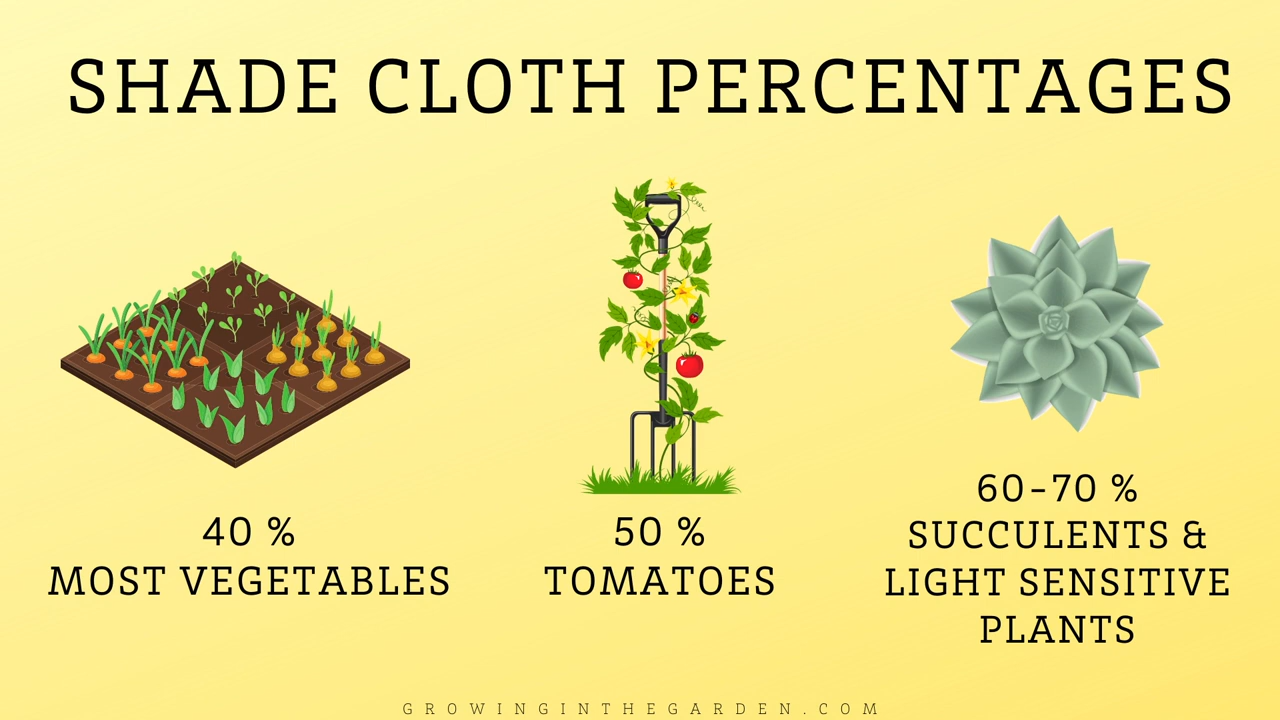 SHADE CLOTH PERCENTAGES
40 %
MOST VEGETABLES
50 %
TOMATOES
60-70 %
SUCCULENTS &
LIGHT SENSITIVE
PLANTS
GROWINGINTHEGARDEN.COM